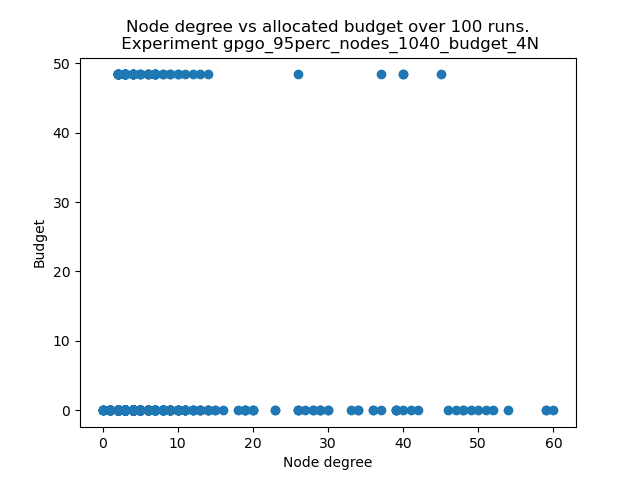 Node degree vs allocated budget over 100 runs.
Experiment gpgo_95perc_nodes_1040_budget_4N
50
40
30
20
10
0
Budget
0 10 20 30 40 50 60
Node degree